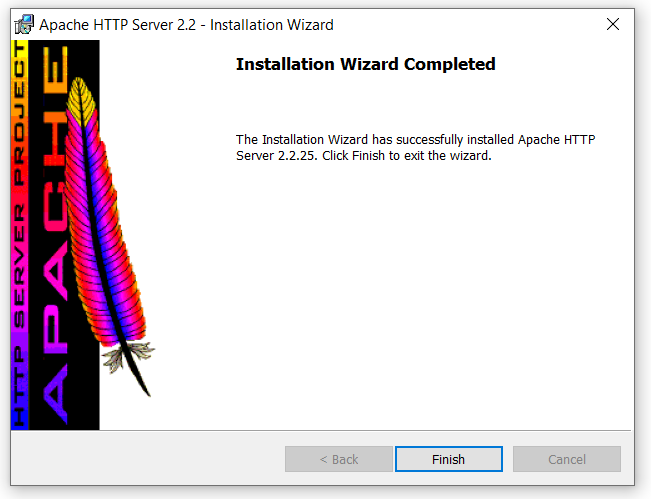 Apache HTTP Server 2.2 - Installation Wizard
HTTP SERVER PROJECT
APACHE
Installation Wizard Completed
The Installation Wizard has successfully installed Apache HTTP
Server 2.2.25. Click Finish to exit the wizard.
< Back
Finish
Cancel